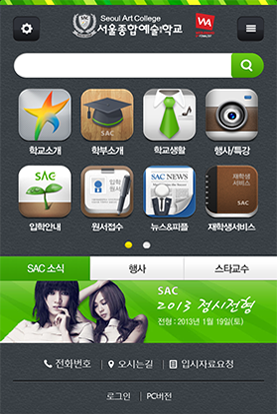 Seoul Art College
서울종합예술학교
학교소개
SAC
학부소개
학교생활
행사/특강
SAC
입학안내
입학
원서
원서접수
SAC NEWS
뉴스&피플
재학생
서비스
SAC
재학생서비스
SAC 소식
행사
스타교수
SAC
2013 정시전형
전형 : 2013년 1월 19일(토)
전화번호
오시는길
입시자료요청
로그인
PC버전